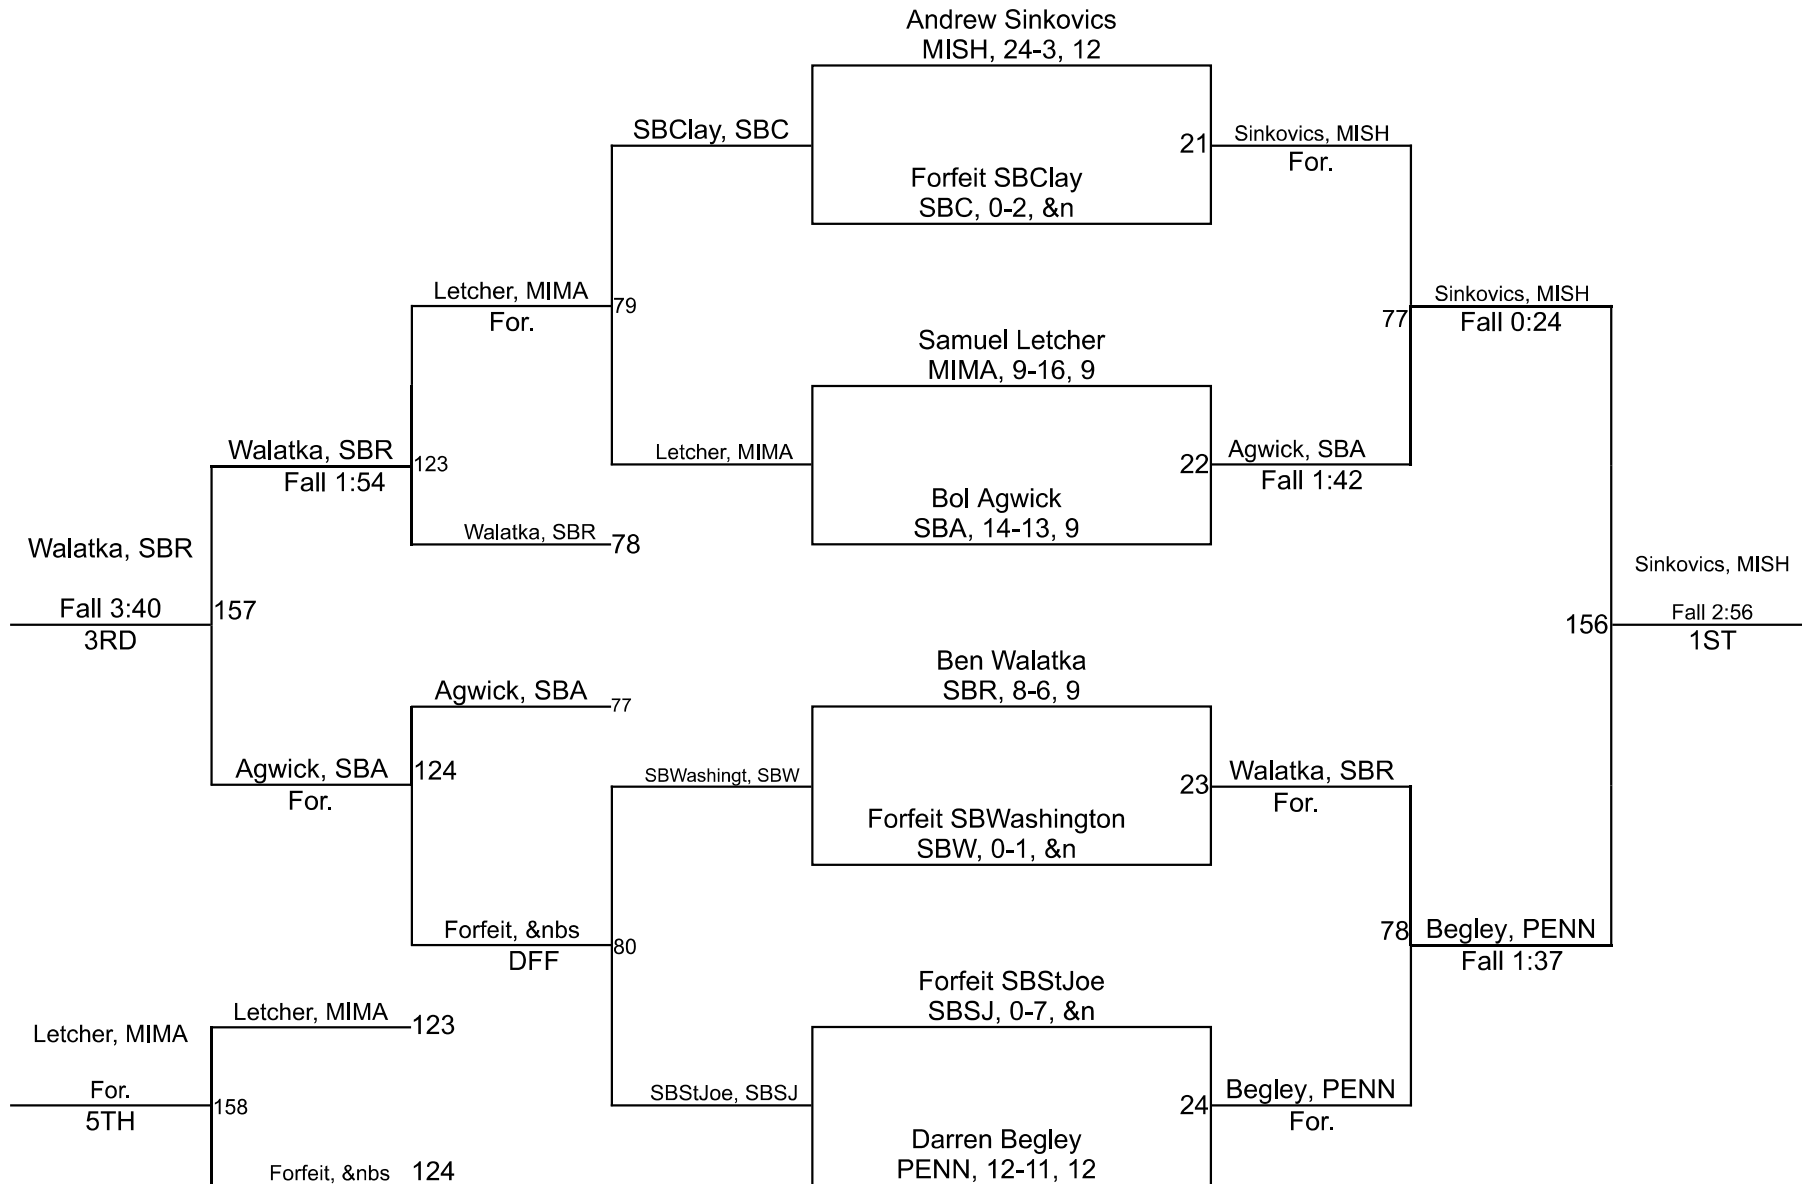 Andrew Sinkovics
MISH, 24-3, 12
SBClay, SBC
21
Sinkovics, MISH
For.
Forfeit SBClay
SBC, 0-2, &n
Letcher, MIMA
For.
79
Sinkovics, MISH
Fall 0:24
77
Samuel Letcher
MIMA, 9-16, 9
Walatka, SBR
Fall 1:54
123
Letcher, MIMA
22
Agwick, SBA
Fall 1:42
Bol Agwick
SBA, 14-13, 9
Walatka, SBR
78
Walatka, SBR
Fall 3:40
3RD
157
Sinkovics, MISH
Fall 2:56
1ST
156
Ben Walatka
SBR, 8-6, 9
Agwick, SBA
77
Agwick, SBA
For.
124
SBWashingt, SBW
23
Walatka, SBR
For.
Forfeit SBWashington
SBW, 0-1, &n
Forfeit, &nbs
DFF
80
78
Begley, PENN
Fall 1:37
Forfeit SBStJoe
SBSJ, 0-7, &n
Letcher, MIMA
123
Letcher, MIMA
For.
5TH
158
SBStJoe, SBSJ
24
Begley, PENN
For.
Darren Begley
PENN, 12-11, 12
Forfeit, &nbs
124